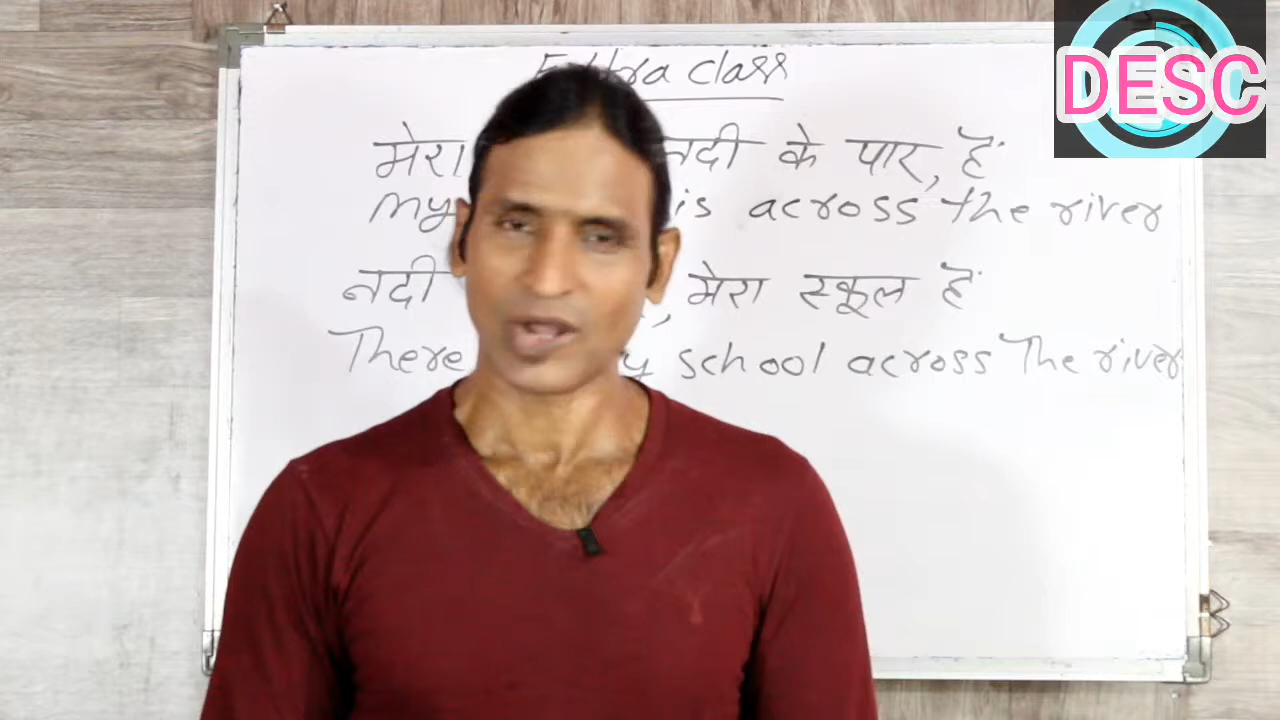 DESC
class
मेरा नदी के पार, हैं
my is across the river
नदी , मेरा स्कूल हैं
There school across The river